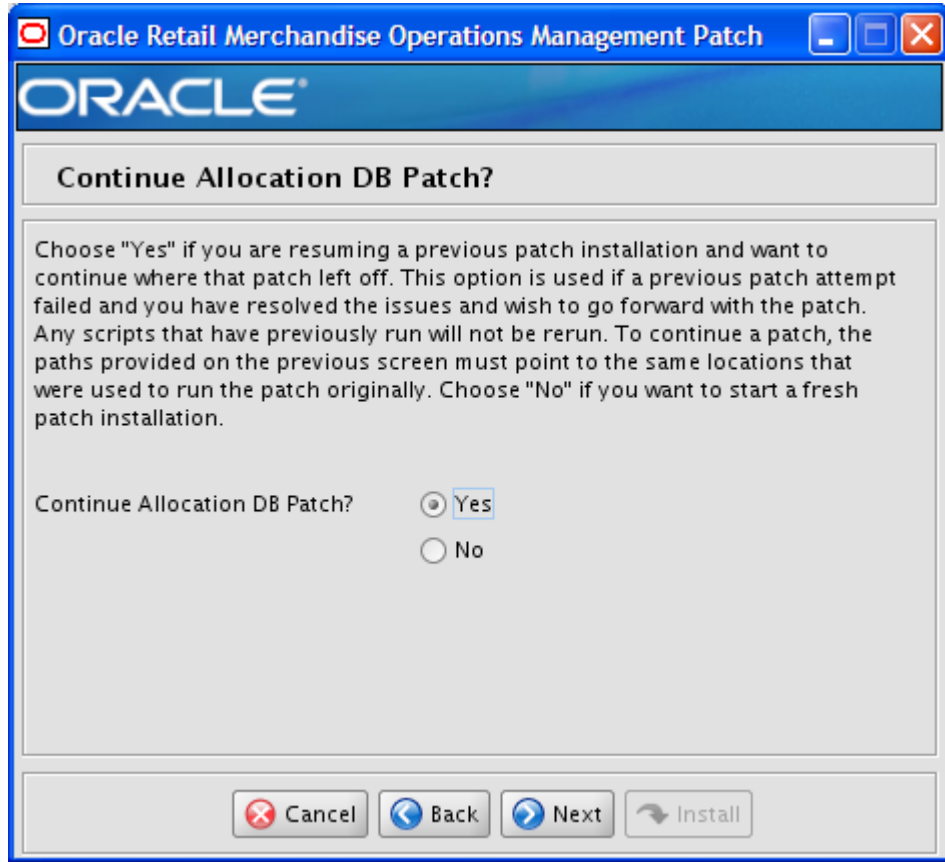 Oracle Retail Merchandise Operations Management Patch
ORACLE®
Continue Allocation DB Patch?
Choose "Yes" if you are resuming a previous patch installation and want to
continue where that patch left off. This option is used if a previous patch attempt
failed and you have resolved the issues and wish to go forward with the patch.
Any scripts that have previously run will not be rerun. To continue a patch, the
paths provided on the previous screen must point to the same locations that
were used to run the patch originally. Choose "No" if you want to start a fresh
patch installation.
Continue Allocation DB Patch? Yes
No
Cancel Back Next Install